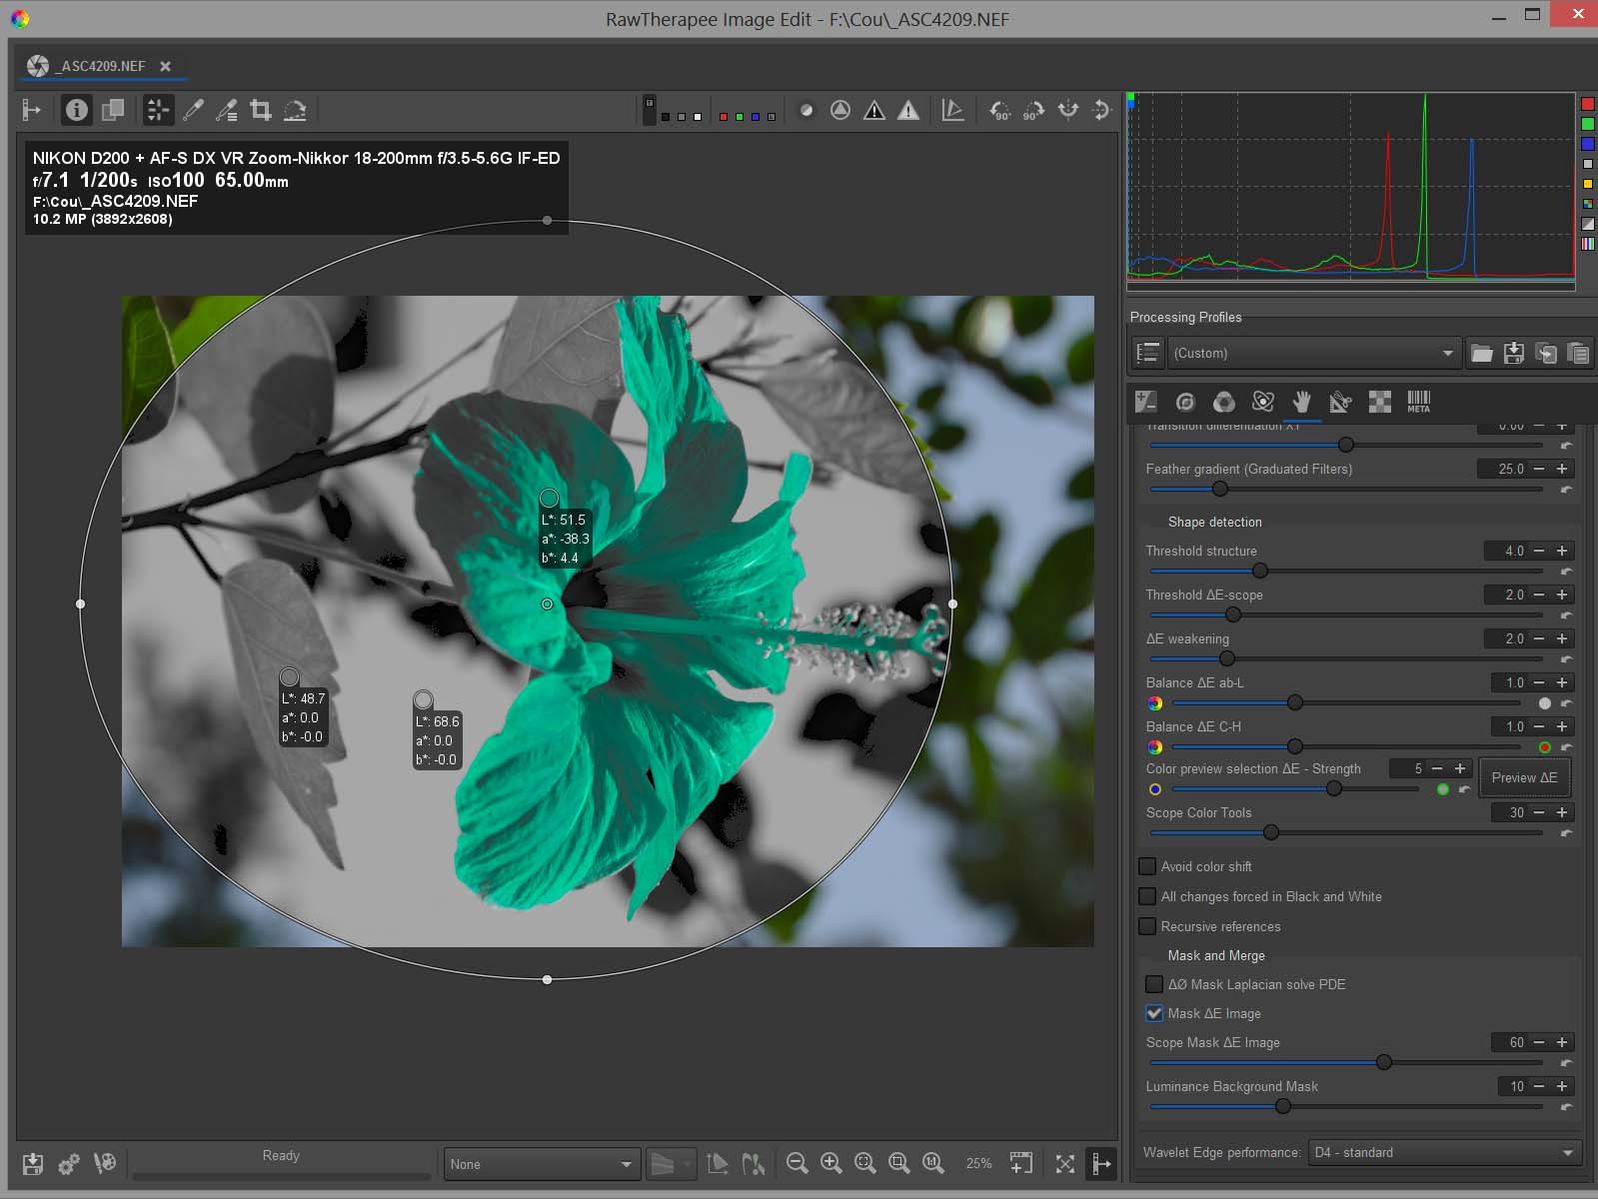 RawTherapee Image Edit - F:\Cou\_ASC4209.NEF
_ASC4209.NEF
NIKON D200 + AF-S DX VR Zoom-Nikkor 18-200mm f/3.5-5.6G IF-ED
f/7.1 1/200s ISO100 65.00mm
F:\Cou\_ASC4209.NEF
10.2 MP (3892x2608)
L*: 51.5
a*: -38.3
b*: 4.4
L*: 48.7
a*: 0.0
b*: -0.0
L*: 68.6
a*: 0.0
b*: -0.0
90°
90°
Processing Profiles
(Custom)
META
Transition differentiation XY 0.00
Feather gradient (Graduated Filters) 25.0
Shape detection
Threshold structure 4.0
Threshold ΔE-scope 2.0
ΔE weakening 2.0
Balance ΔE ab-L 1.0
Balance ΔE C-H 1.0
Color preview selection ΔE - Strength 5 Preview ΔE
Scope Color Tools 30
Avoid color shift
All changes forced in Black and White
Recursive references
Mask and Merge
ΔØ Mask Laplacian solve PDE
Mask ΔE Image
Scope Mask ΔE Image 60
Luminance Background Mask 10
Wavelet Edge performance: D4 - standard
Ready
None
1:1
25%